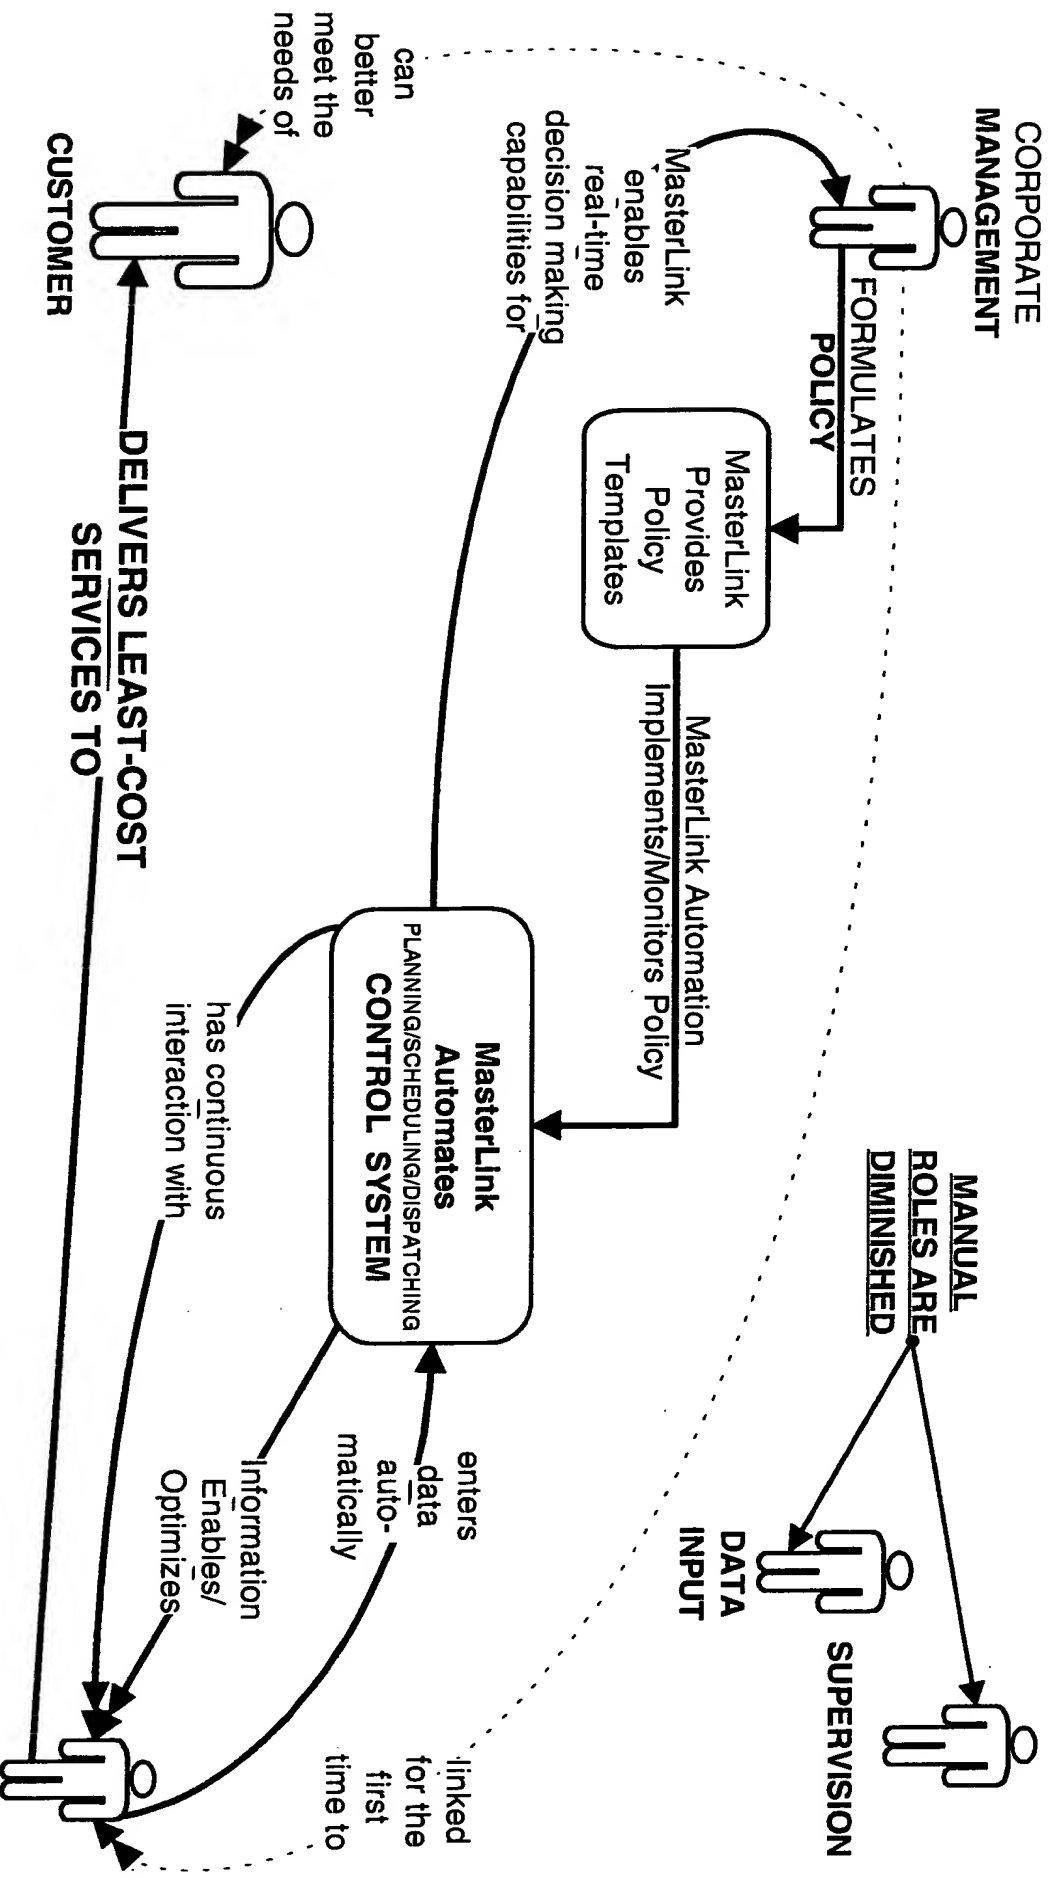 CORPORATE
MANAGEMENT
FORMULATES
POLICY
MasterLink
Provides
Policy
Templates
MasterLink Automation
Implements/Monitors Policy
MANUAL
ROLES ARE
DIMINISHED
SUPERVISION
DATA
INPUT
MasterLink
enables
real-time
decision making
capabilities for
MasterLink
Automates
PLANNING/SCHEDULING/DISPATCHING
CONTROL SYSTEM
enters
data
auto-
matically
linked
for the
first
time to
can
better
meet the
needs of
has continuous
interaction with
Information
Enables/
Optimizes
CUSTOMER
DELIVERS LEAST-COST
SERVICES TO